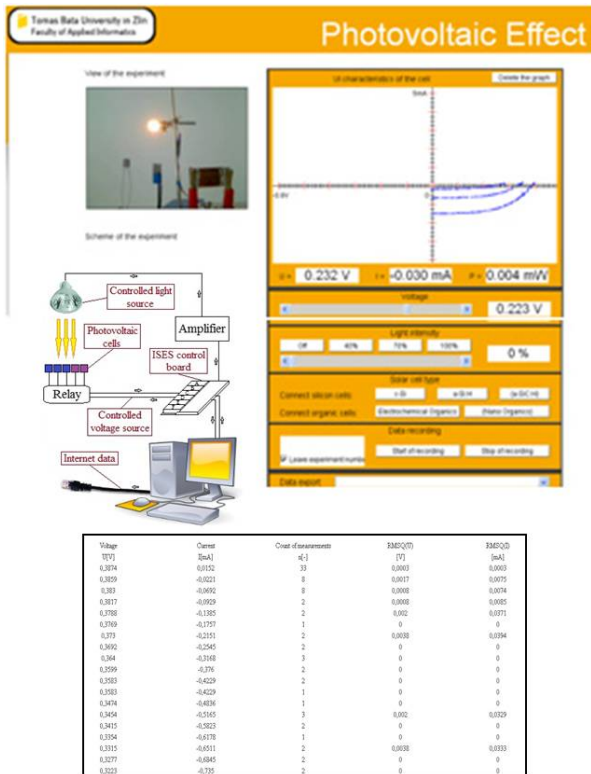 Tomas Bata University in Zlín
Faculty of Applied Informatics
Photovoltaic Effect
View of the experiment
Scheme of the experiment
UI characteristics of the cell
Delete the graph
5mA
-0.8V
0
U = 0.232 V I = -0.030 mA P = 0.004 mW
Voltage
0.223 V
Light intensity
Off 40% 70% 100%
0 %
Solar cell type
Connect silicon cells:
Connect organic cells: Electrochemical Organics (Nano Organics)
Data recording
Leave experiment number
Start of recording Stop of recording
Data export
Controlled light
source
Photovoltaic
cells
Amplifier
ISES control
board
Relay
Controlled
voltage source
Internet data
Voltage Current Count of measurements RMSQ(U) RMSQ(I)
U[V] I[mA] n[-] [V] [mA]
0,3874 0,0152 33 0,0003 0,0003
0,3859 -0,0221 8 0,0017 0,0075
0,383 -0,0692 8 0,0008 0,0074
0,3817 -0,0929 2 0,0008 0,0085
0,3788 -0,1385 2 0,002 0,0371
0,3769 -0,1757 1 0 0
0,373 -0,2151 2 0,0038 0,0394
0,3692 -0,2545 2 0 0
0,364 -0,3168 3 0 0
0,3599 -0,376 2 0 0
0,3583 -0,4229 2 0 0
0,3583 -0,4229 1 0 0
0,3474 -0,4836 1 0 0
0,3454 -0,5165 3 0,002 0,0329
0,3415 -0,5823 2 0 0
0,3354 -0,6178 1 0 0
0,3315 -0,6511 2 0,0038 0,0333
0,3277 -0,6845 2 0 0
0,3223 -0,735 2 0 0